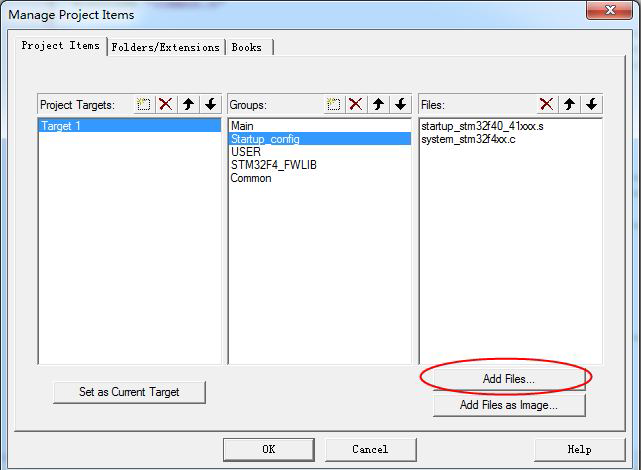 Manage Project Items
Project Items
Folders/Extensions
Books
Project Targets:
Groups:
Files:
Target 1
Main
Startup_config
USER
STM32F4_FWLIB
Common
startup_stm32f40_41xxx.s
system_stm32f4xx.c
Set as Current Target
Add Files...
Add Files as Image...
OK
Cancel
Help